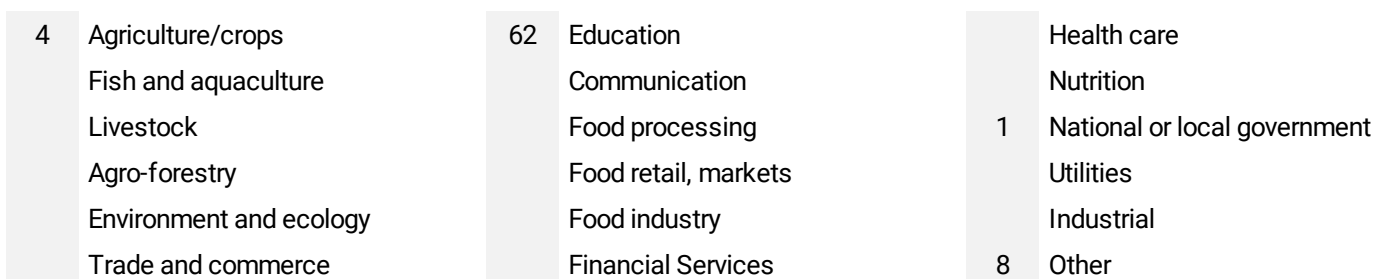 4 Agriculture/crops 62 Education Health care
Fish and aquaculture Communication Nutrition
Livestock Food processing 1 National or local government
Agro-forestry Food retail, markets Utilities
Environment and ecology Food industry Industrial
Trade and commerce Financial Services 8 Other